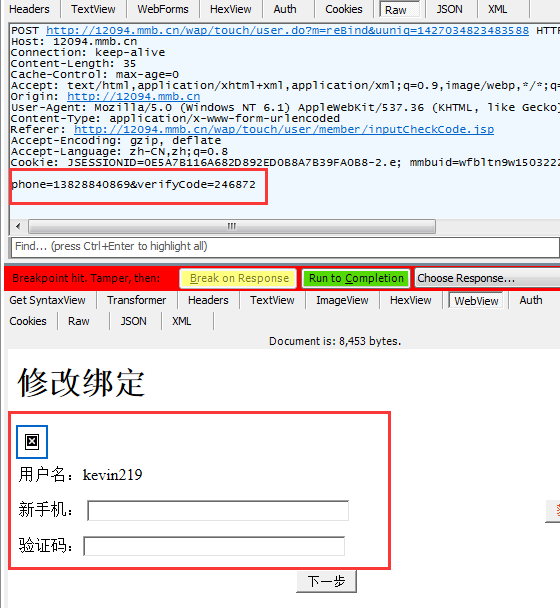 Headers TextView WebForms HexView Auth Cookies Raw JSON XML
POST http://12094.mmb.cn/wap/touch/user.do?m=reBind&uuniq=1427034823483588 HTT
Host: 12094.mmb.cn
Connection: keep-alive
Content-Length: 35
Cache-Control: max-age=0
Accept: text/html,application/xhtml+xml,application/xml;q=0.9,image/webp,*/*;q=
Origin: http://12094.mmb.cn
User-Agent: Mozilla/5.0 (Windows NT 6.1) AppleWebKit/537.36 (KHTML, like Gecko)
Content-Type: application/x-www-form-urlencoded
Referer: http://12094.mmb.cn/wap/touch/user/member/inputCheckCode.jsp
Accept-Encoding: gzip, deflate
Accept-Language: zh-CN,zh;q=0.8
Cookie: JSESSIONID=0E5A7B116A682D892ED0B8A7B39FA0B8-2.e; mmbuid=wfbltn9w1503222
phone=13828840869&verifyCode=246872
Find... (press Ctrl+Enter to highlight all)
Breakpoint hit. Tamper, then: Break on Response Run to Completion Choose Response...
Get SyntaxView Transformer Headers TextView ImageView HexView WebView Auth
Cookies Raw JSON XML
Document is: 8,453 bytes.
修改绑定
用户名：kevin219
新手机：
验证码：
下一步